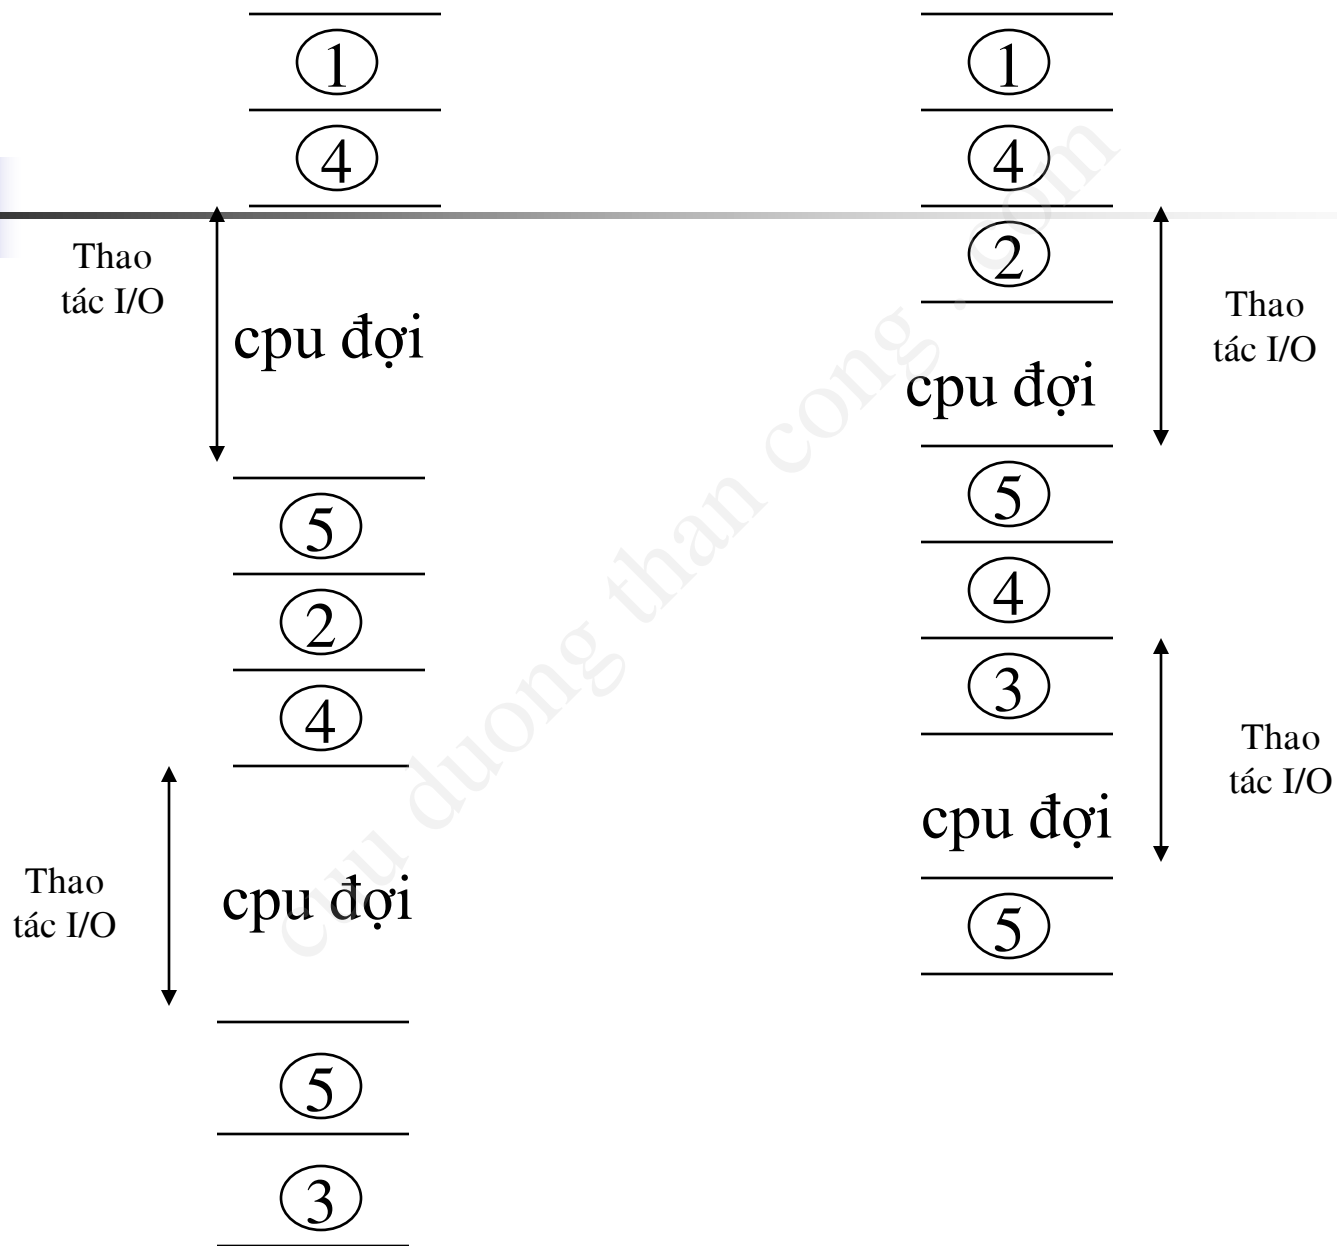 1
4
Thao
tác I/O
cpu đợi
5
2
4
Thao
tác I/O
cpu đợi
5
3
1
4
2
Thao
tác I/O
cpu đợi
5
4
3
Thao
tác I/O
cpu đợi
5
cuu duong than cong . com